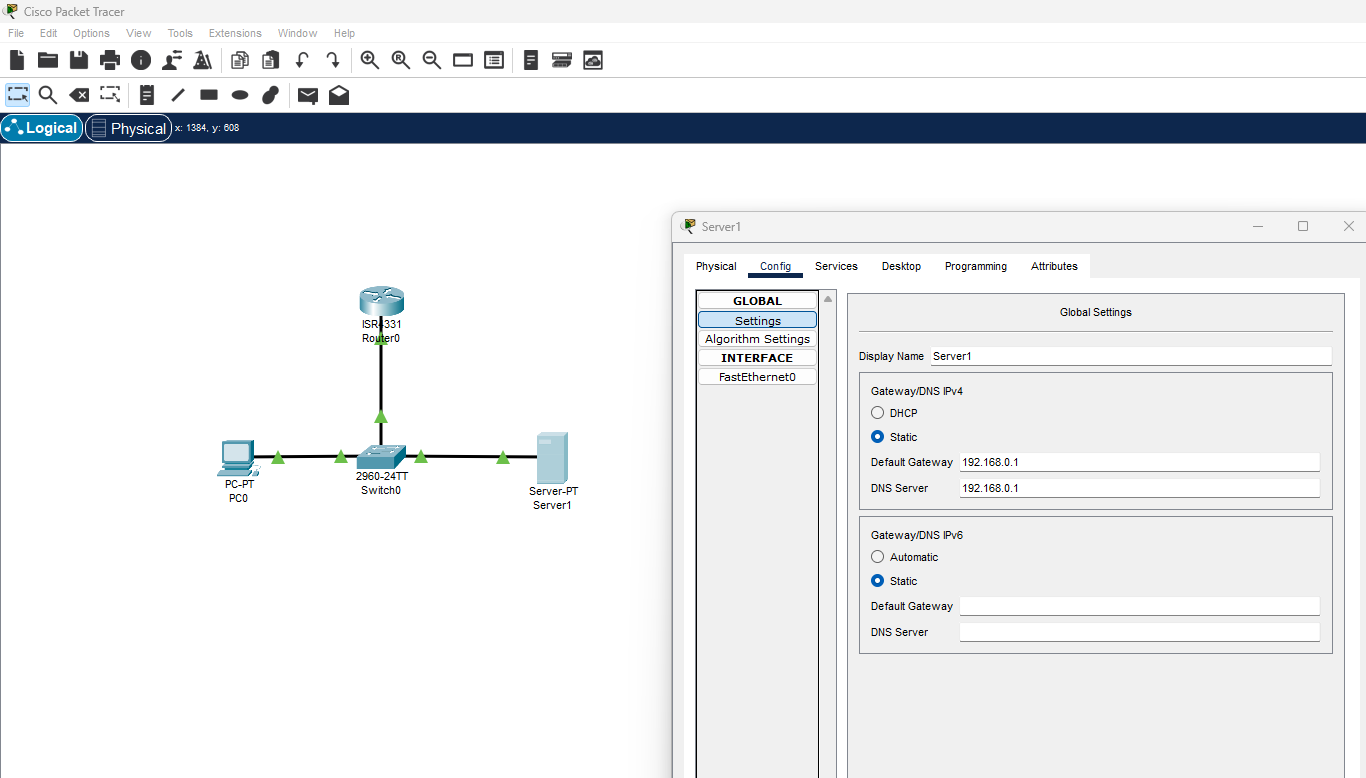 Cisco Packet Tracer
File Edit Options View Tools Extensions Window Help
Logical Physical x: 1384, y: 608
Server1
Physical Config Services Desktop Programming Attributes
GLOBAL
Settings
Algorithm Settings
INTERFACE
FastEthernet0
Global Settings
Display Name Server1
Gateway/DNS IPv4
DHCP
Static
Default Gateway 192.168.0.1
DNS Server 192.168.0.1
Gateway/DNS IPv6
Automatic
Static
Default Gateway
DNS Server
ISR4331
Router0
PC-PT
PC0
2960-24TT
Switch0
Server-PT
Server1